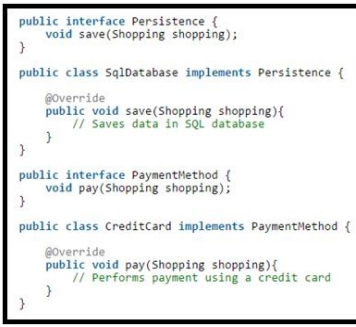 public interface Persistence {
    void save(Shopping shopping);
}
public class SqlDatabase implements Persistence {
    @Override
    public void save(Shopping shopping){
        // Saves data in SQL database
    }
}
public interface PaymentMethod {
    void pay(Shopping shopping);
}
public class CreditCard implements PaymentMethod {
    @Override
    public void pay(Shopping shopping){
        // Performs payment using a credit card
    }
}